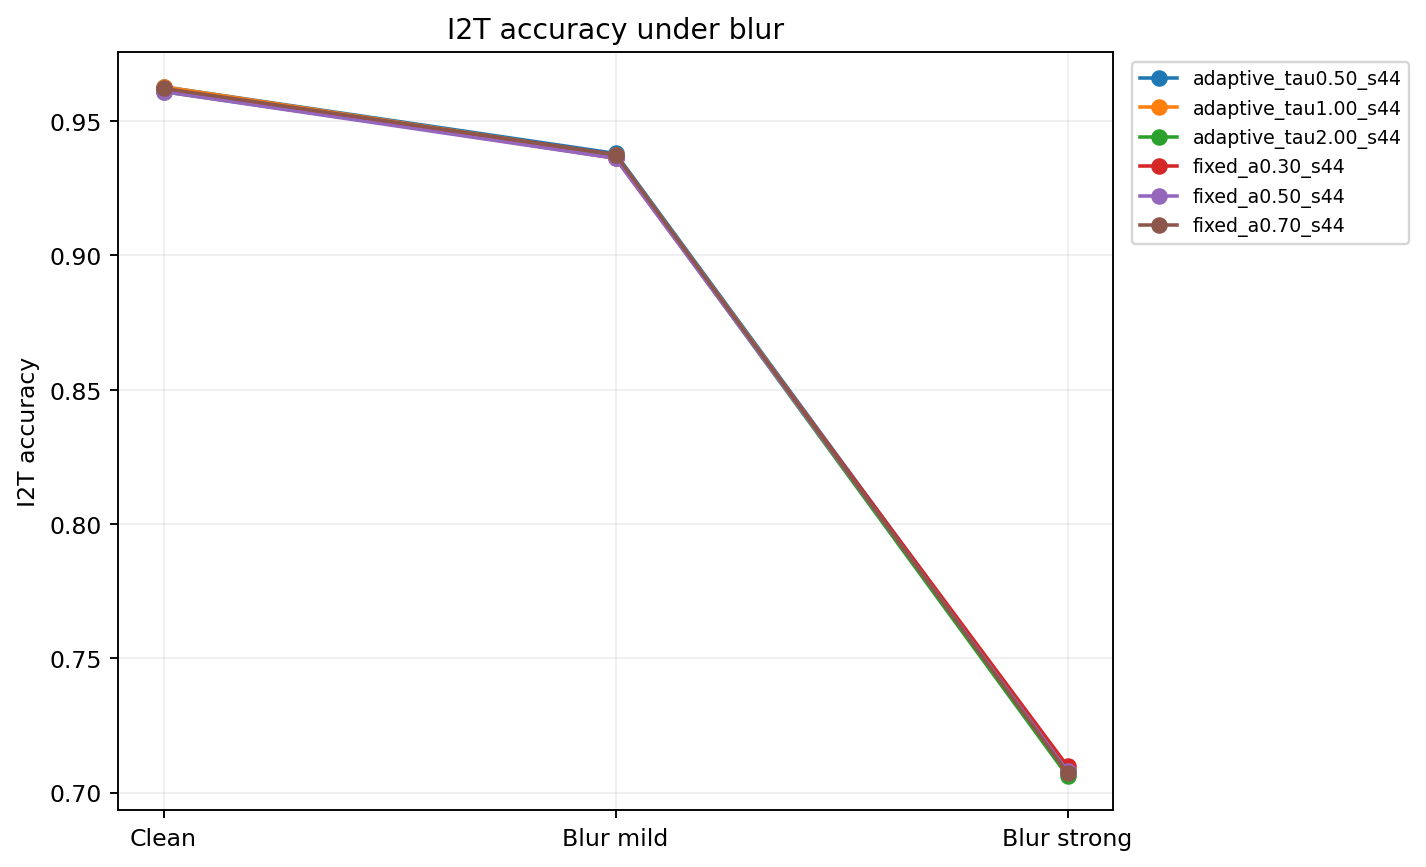 I2T accuracy under blur
I2T accuracy
0.95
0.90
0.85
0.80
0.75
0.70
Clean
Blur mild
Blur strong
adaptive_tau0.50_s44
adaptive_tau1.00_s44
adaptive_tau2.00_s44
fixed_a0.30_s44
fixed_a0.50_s44
fixed_a0.70_s44